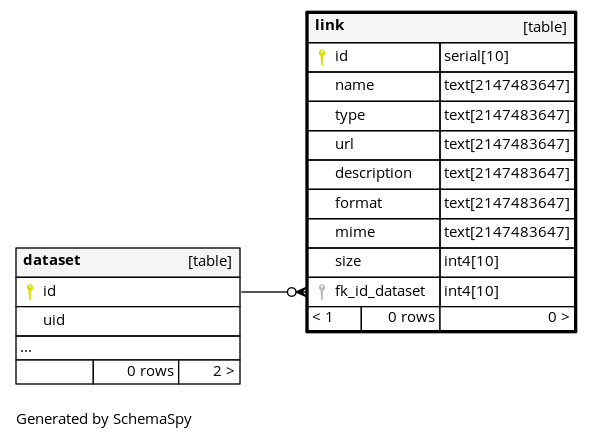 link [table]
id serial[10]
name text[2147483647]
type text[2147483647]
url text[2147483647]
description text[2147483647]
format text[2147483647]
mime text[2147483647]
size int4[10]
fk_id_dataset int4[10]
< 1 0 rows 0 >
dataset [table]
id
uid
...
0 rows 2 >
Generated by SchemaSpy